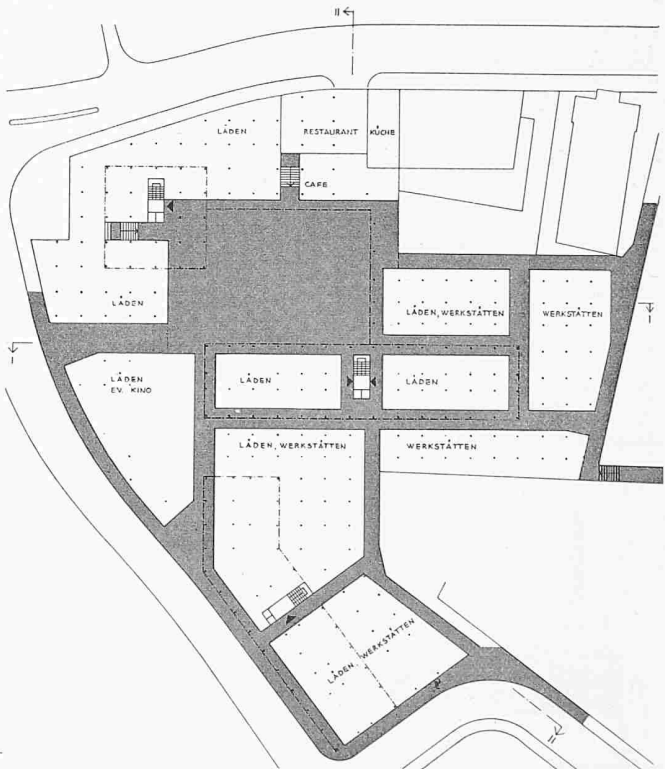 II
LÄDEN
RESTAURANT
KÜCHE
CAFE
LÄDEN
LÄDEN, WERKSTÄTTEN
WERKSTÄTTEN
I
I
LÄDEN
EV. KINO
LÄDEN
LÄDEN
LÄDEN, WERKSTÄTTEN
WERKSTÄTTEN
LÄDEN, WERKSTÄTTEN
II